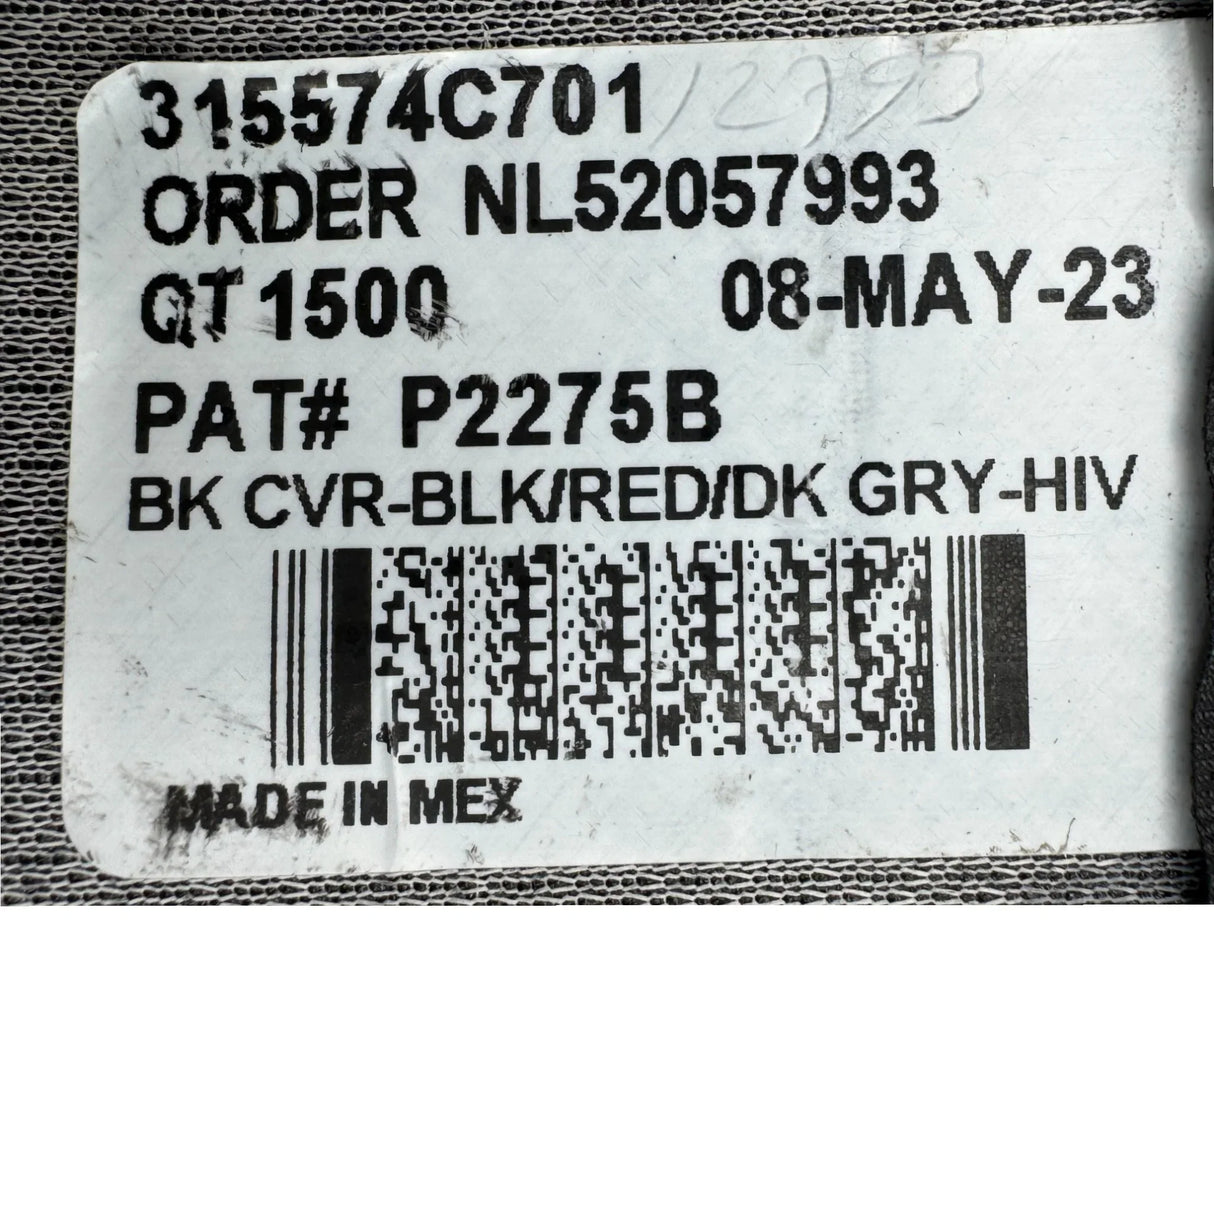 315574C701
ORDER NL52057993
QT 1500 08-MAY-23
PAT# P2275B
BK CVR-BLK/RED/DK GRY-HIV
MADE IN MEX